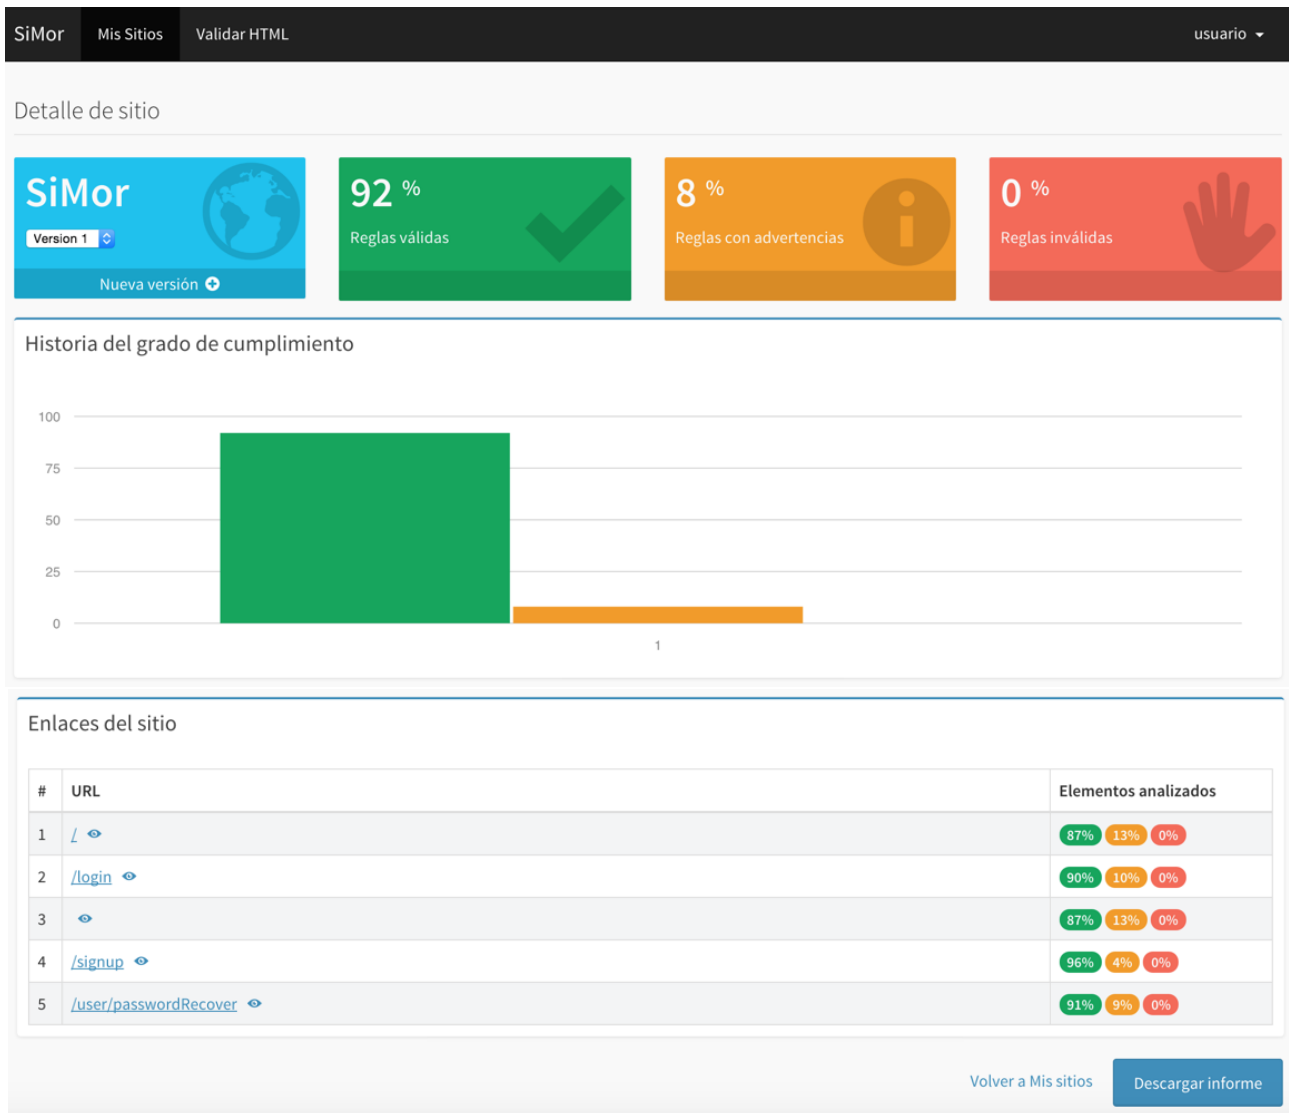 SiMor Mis Sitios Validar HTML usuario
Detalle de sitio
SiMor
Version 1
Nueva versión
92 %
Reglas válidas
8 %
Reglas con advertencias
0 %
Reglas inválidas
Historia del grado de cumplimiento
100
75
50
25
0
1
Enlaces del sitio
# URL Elementos analizados
1 / 87% 13% 0%
2 /login 90% 10% 0%
3 87% 13% 0%
4 /signup 96% 4% 0%
5 /user/passwordRecover 91% 9% 0%
Volver a Mis sitios Descargar informe